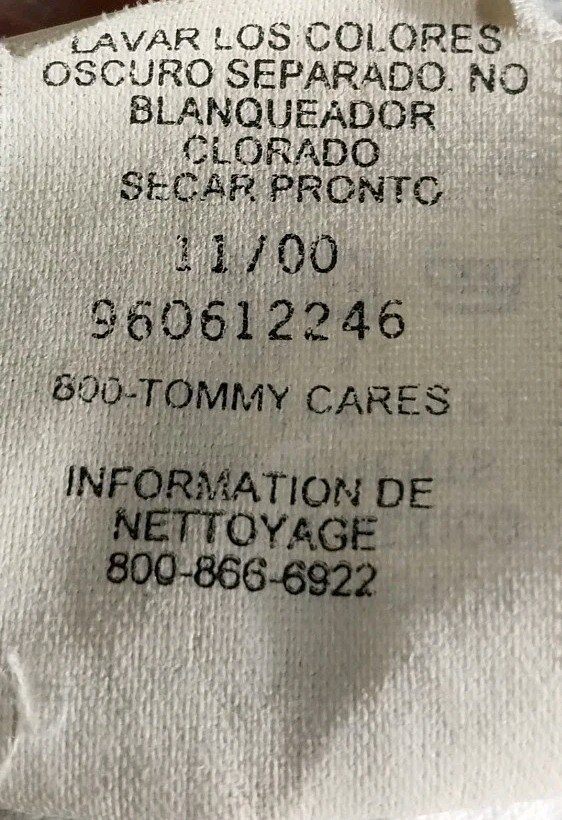 LAVAR LOS COLORES
OSCURO SEPARADO. NO
BLANQUEADOR
CLORADO
SECAR PRONTO
11/00
960612246
800-TOMMY CARES
INFORMATION DE
NETTOYAGE
800-866-6922